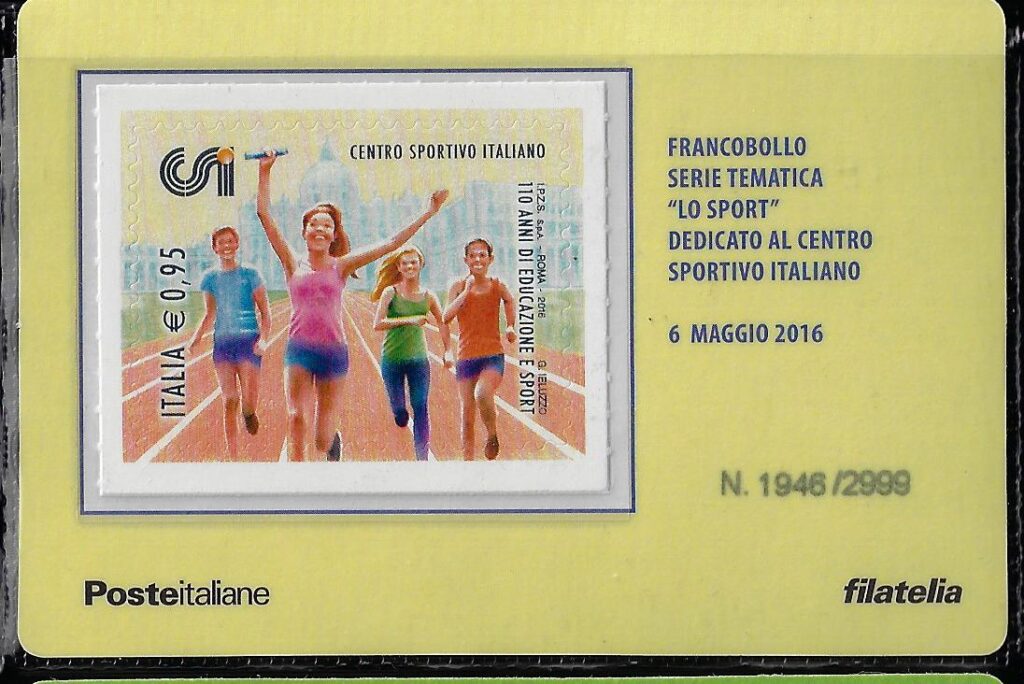 CSI
CENTRO SPORTIVO ITALIANO
ITALIA € 0,95
I.P.Z.S. S.p.A. - ROMA - 2016 G. IELUZZO
110 ANNI DI EDUCAZIONE E SPORT
FRANCOBOLLO
SERIE TEMATICA
“LO SPORT”
DEDICATO AL CENTRO
SPORTIVO ITALIANO
6 MAGGIO 2016
N. 1946/2999
Posteitaliane
filatelia